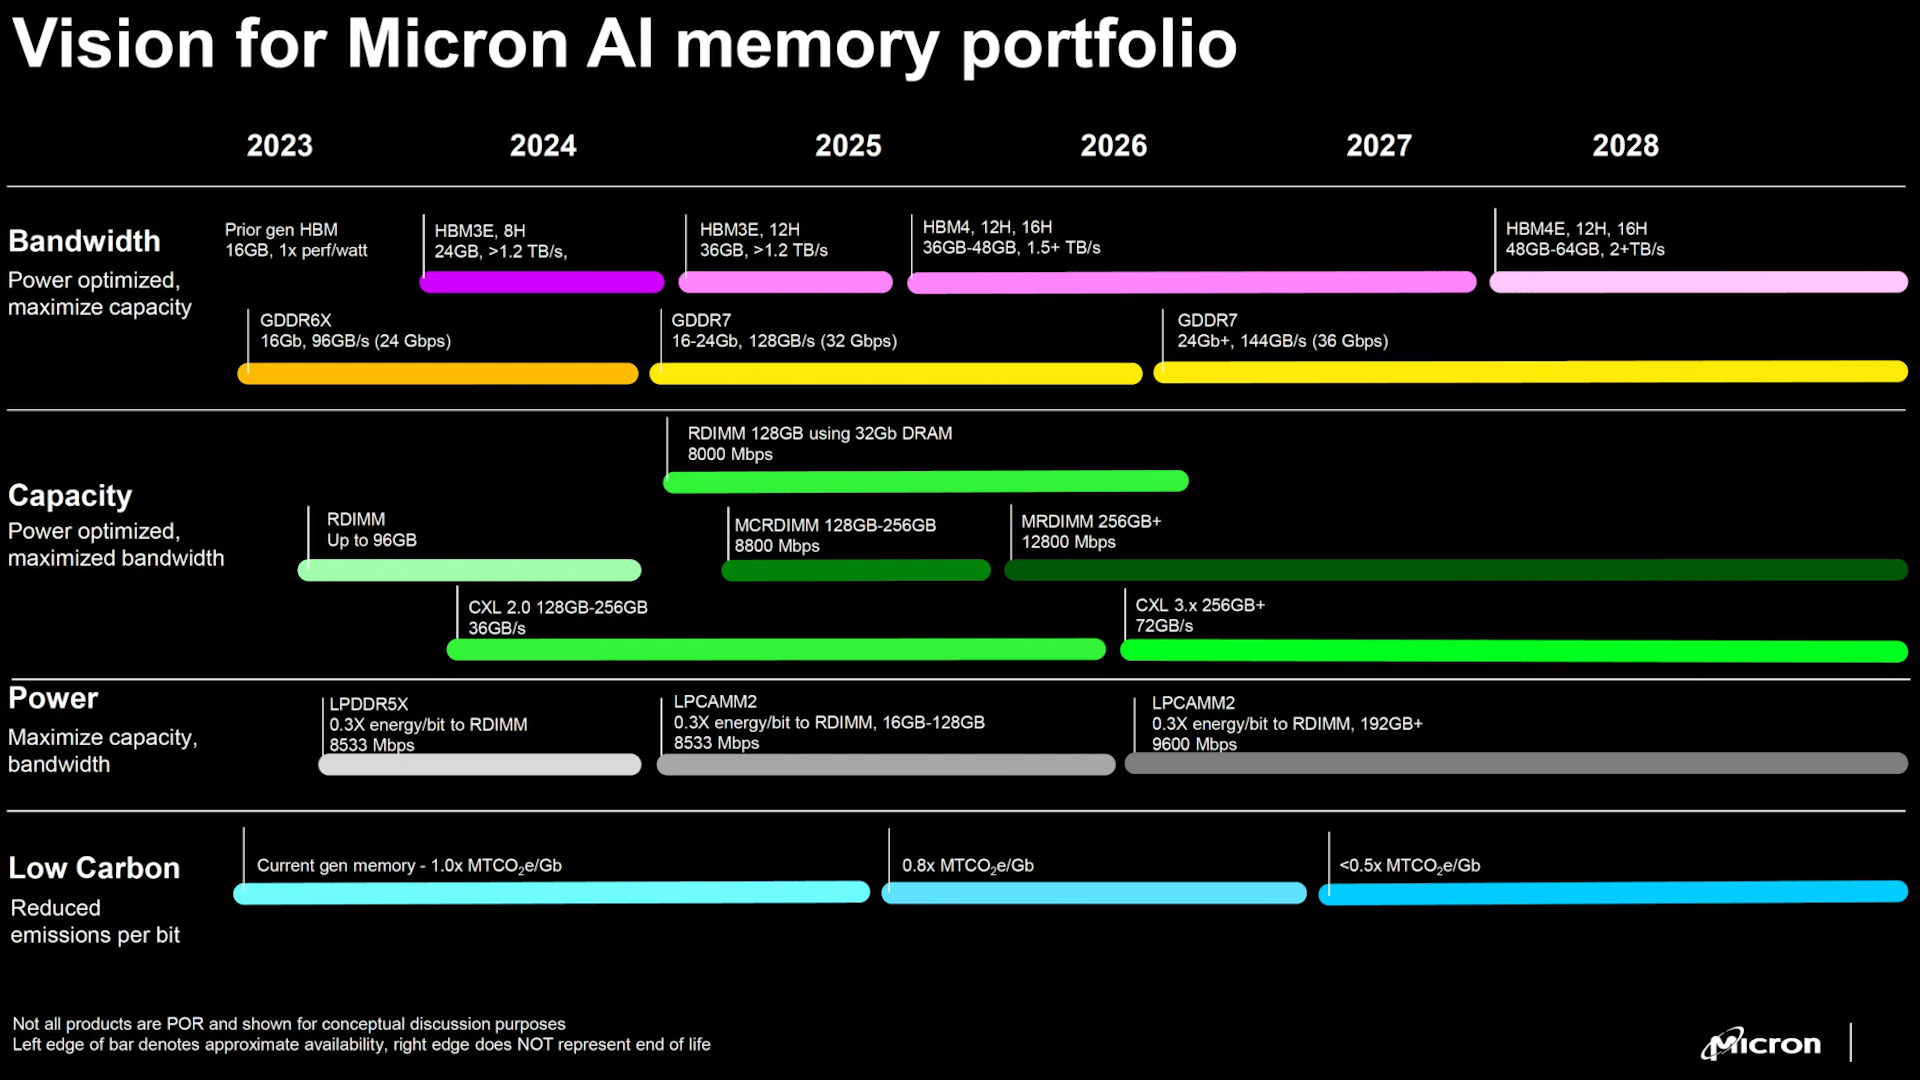 Vision for Micron AI memory portfolio
2023 2024 2025 2026 2027 2028
Bandwidth
Power optimized,
maximize capacity
Prior gen HBM
16GB, 1x perf/watt
HBM3E, 8H
24GB, >1.2 TB/s,
HBM3E, 12H
36GB, >1.2 TB/s
HBM4, 12H, 16H
36GB-48GB, 1.5+ TB/s
HBM4E, 12H, 16H
48GB-64GB, 2+TB/s
GDDR6X
16Gb, 96GB/s (24 Gbps)
GDDR7
16-24Gb, 128GB/s (32 Gbps)
GDDR7
24Gb+, 144GB/s (36 Gbps)
Capacity
Power optimized,
maximized bandwidth
RDIMM 128GB using 32Gb DRAM
8000 Mbps
RDIMM
Up to 96GB
MCRDIMM 128GB-256GB
8800 Mbps
MRDIMM 256GB+
12800 Mbps
CXL 2.0 128GB-256GB
36GB/s
CXL 3.x 256GB+
72GB/s
Power
Maximize capacity,
bandwidth
LPDDR5X
0.3X energy/bit to RDIMM
8533 Mbps
LPCAMM2
0.3X energy/bit to RDIMM, 16GB-128GB
8533 Mbps
LPCAMM2
0.3X energy/bit to RDIMM, 192GB+
9600 Mbps
Low Carbon
Reduced
emissions per bit
Current gen memory - 1.0x MTCO₂e/Gb
0.8x MTCO₂e/Gb
<0.5x MTCO₂e/Gb
Not all products are POR and shown for conceptual discussion purposes
Left edge of bar denotes approximate availability, right edge does NOT represent end of life
Micron